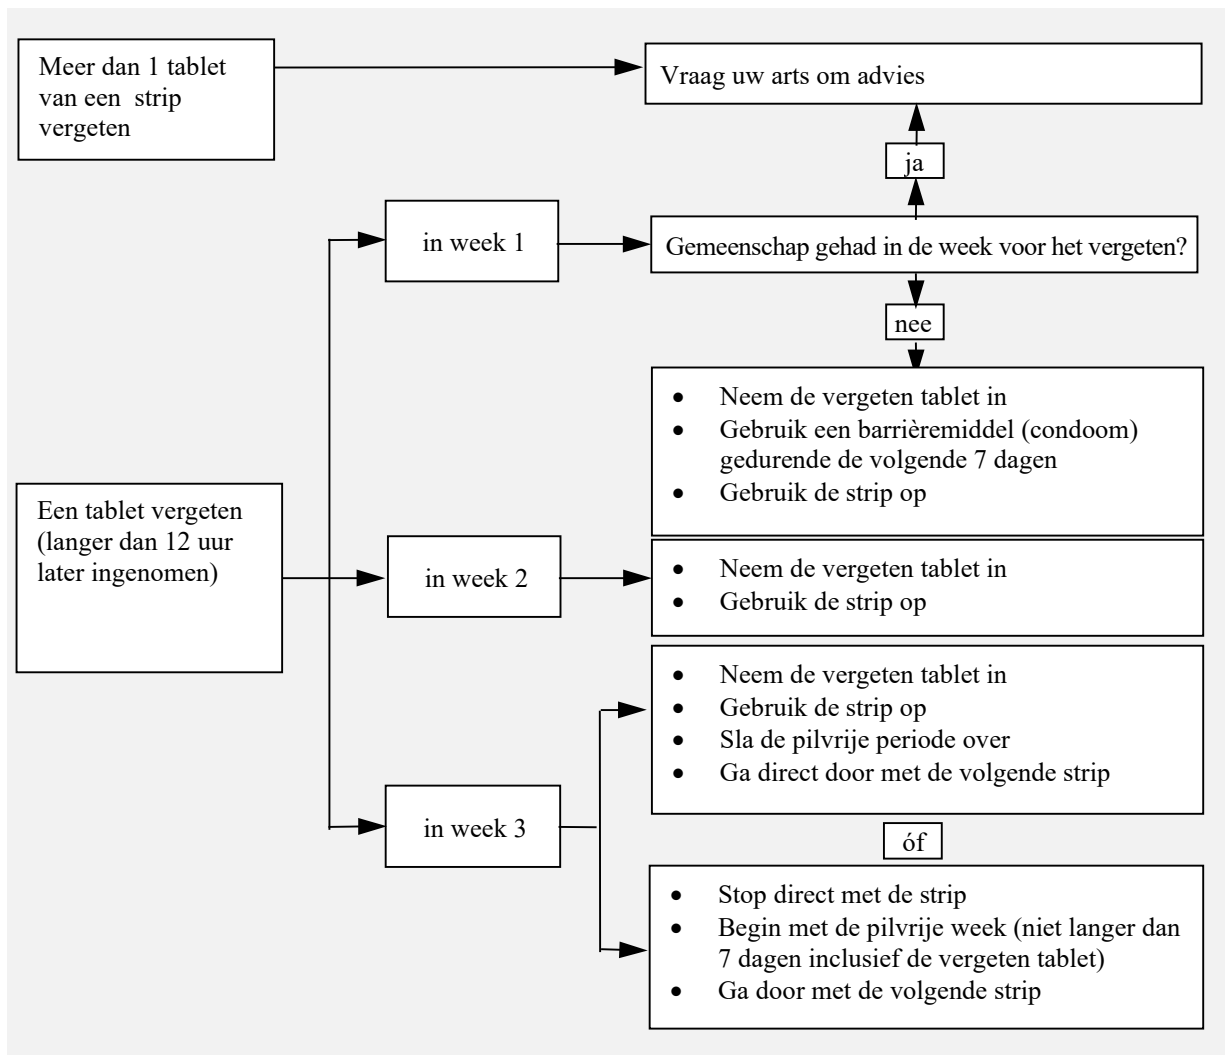 Meer dan 1 tablet
van een strip
vergeten
Vraag uw arts om advies
ja
in week 1
Gemeenschap gehad in de week voor het vergeten?
nee
• Neem de vergeten tablet in
• Gebruik een barrièremiddel (condoom)
gedurende de volgende 7 dagen
• Gebruik de strip op
Een tablet vergeten
(langer dan 12 uur
later ingenomen)
in week 2
• Neem de vergeten tablet in
• Gebruik de strip op
in week 3
• Neem de vergeten tablet in
• Gebruik de strip op
• Sla de pilvrije periode over
• Ga direct door met de volgende strip
óf
• Stop direct met de strip
• Begin met de pilvrije week (niet langer dan
7 dagen inclusief de vergeten tablet)
• Ga door met de volgende strip